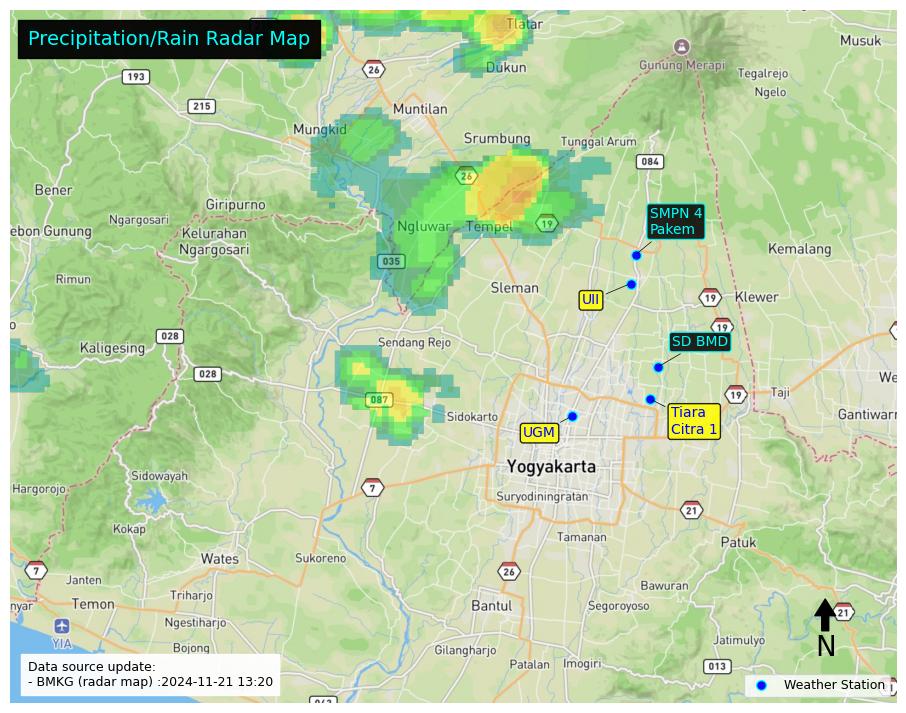 Precipitation/Rain Radar Map
Tlatar
Musuk
26
Gunung Merapi
193
Dukun
Tegalrejo
Ngelo
215
Muntilan
Mungkid
Srumbung
Tunggal Arum
084
26
Bener
Giripurno
SMPN 4
Pakem
Ngargosari
Ngluwar
Tempel
19
ebon Gunung
Kelurahan
Ngargosari
Kemalang
035
Rimun
Sleman
UII
19
Klewer
19
028
Kaligesing
Sendang Rejo
SD BMD
028
We
087
19
Taji
Sidokarto
Tiara
Citra 1
Gantiwarn
UGM
Yogyakarta
Sidowayah
Hargorojo
7
Suryodiningratan
21
Kokap
Tamanan
Patuk
Wates
Sukoreno
7
26
Janten
Bawuran
nyar
Temon
Triharjo
Bantul
Segoroyoso
21
Ngestiharjo
YIA
Jatimulyo
N
Bojong
Gilangharjo
Patalan
Imogiri
013
Data source update:
- BMKG (radar map) :2024-11-21 13:20
Weather Station